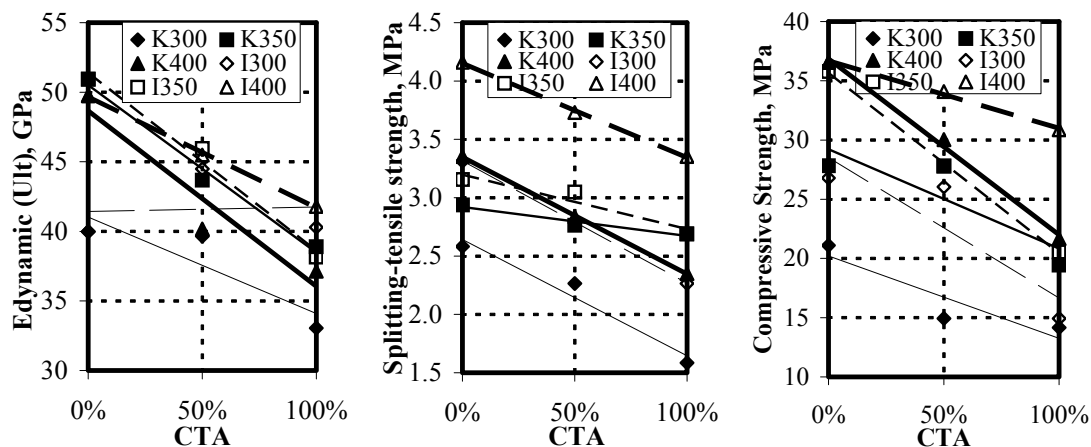 Edynamic (Ult), GPa
55
50
45
40
35
30
K300 K350
K400 I300
I350 I400
0% 50% 100%
CTA
Splitting-tensile strength, MPa
4.5
4.0
3.5
3.0
2.5
2.0
1.5
K300 K350
K400 I300
I350 I400
0% 50% 100%
CTA
Compressive Strength, MPa
40
35
30
25
20
15
10
K300 K350
K400 I300
I350 I400
0% 50% 100%
CTA